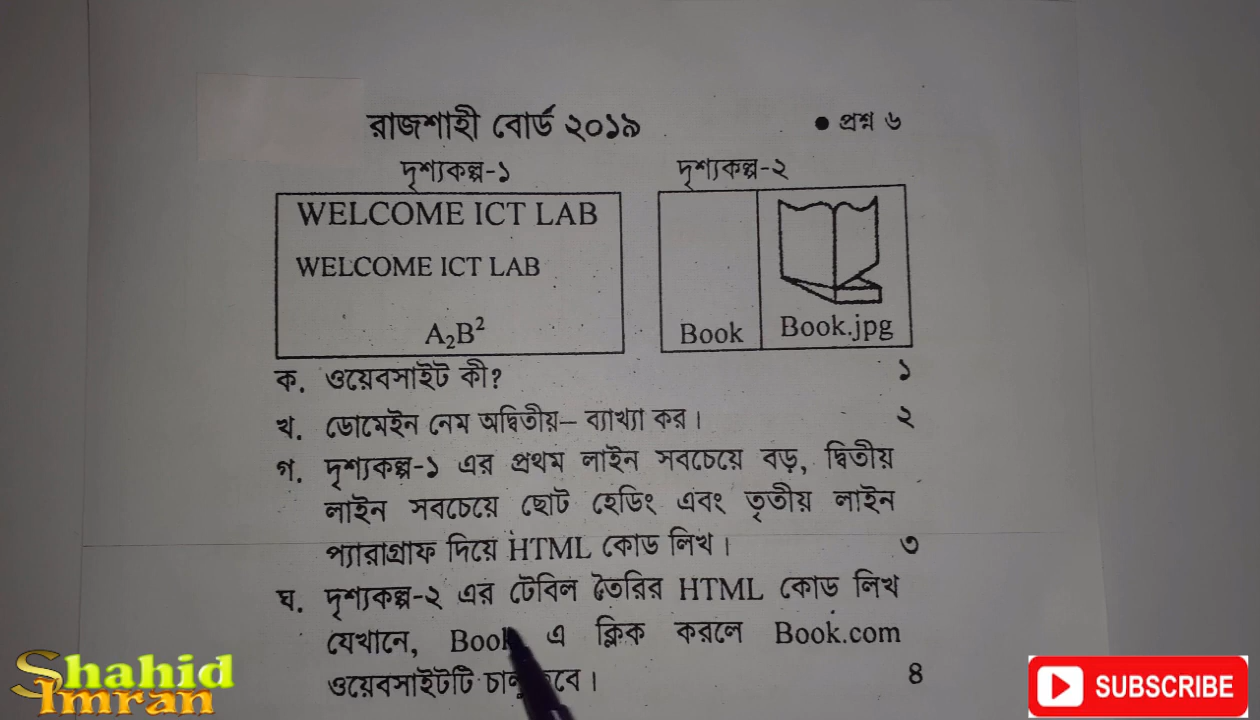 রাজশাহী বোর্ড ২০১৯
● প্রশ্ন ৬
দৃশ্যকল্প-১
দৃশ্যকল্প-২
WELCOME ICT LAB
WELCOME ICT LAB
A₂B²
Book
Book.jpg
ক. ওয়েবসাইট কী? ১
খ. ডোমেইন নেম অদ্বিতীয়– ব্যাখ্যা কর। ২
গ. দৃশ্যকল্প-১ এর প্রথম লাইন সবচেয়ে বড়, দ্বিতীয়
লাইন সবচেয়ে ছোট হেডিং এবং তৃতীয় লাইন
প্যারাগ্রাফ দিয়ে HTML কোড লিখ। ৩
ঘ. দৃশ্যকল্প-২ এর টেবিল তৈরির HTML কোড লিখ
যেখানে, Book এ ক্লিক করলে Book.com
ওয়েবসাইটটি ৪
Shahid
Imran
SUBSCRIBE